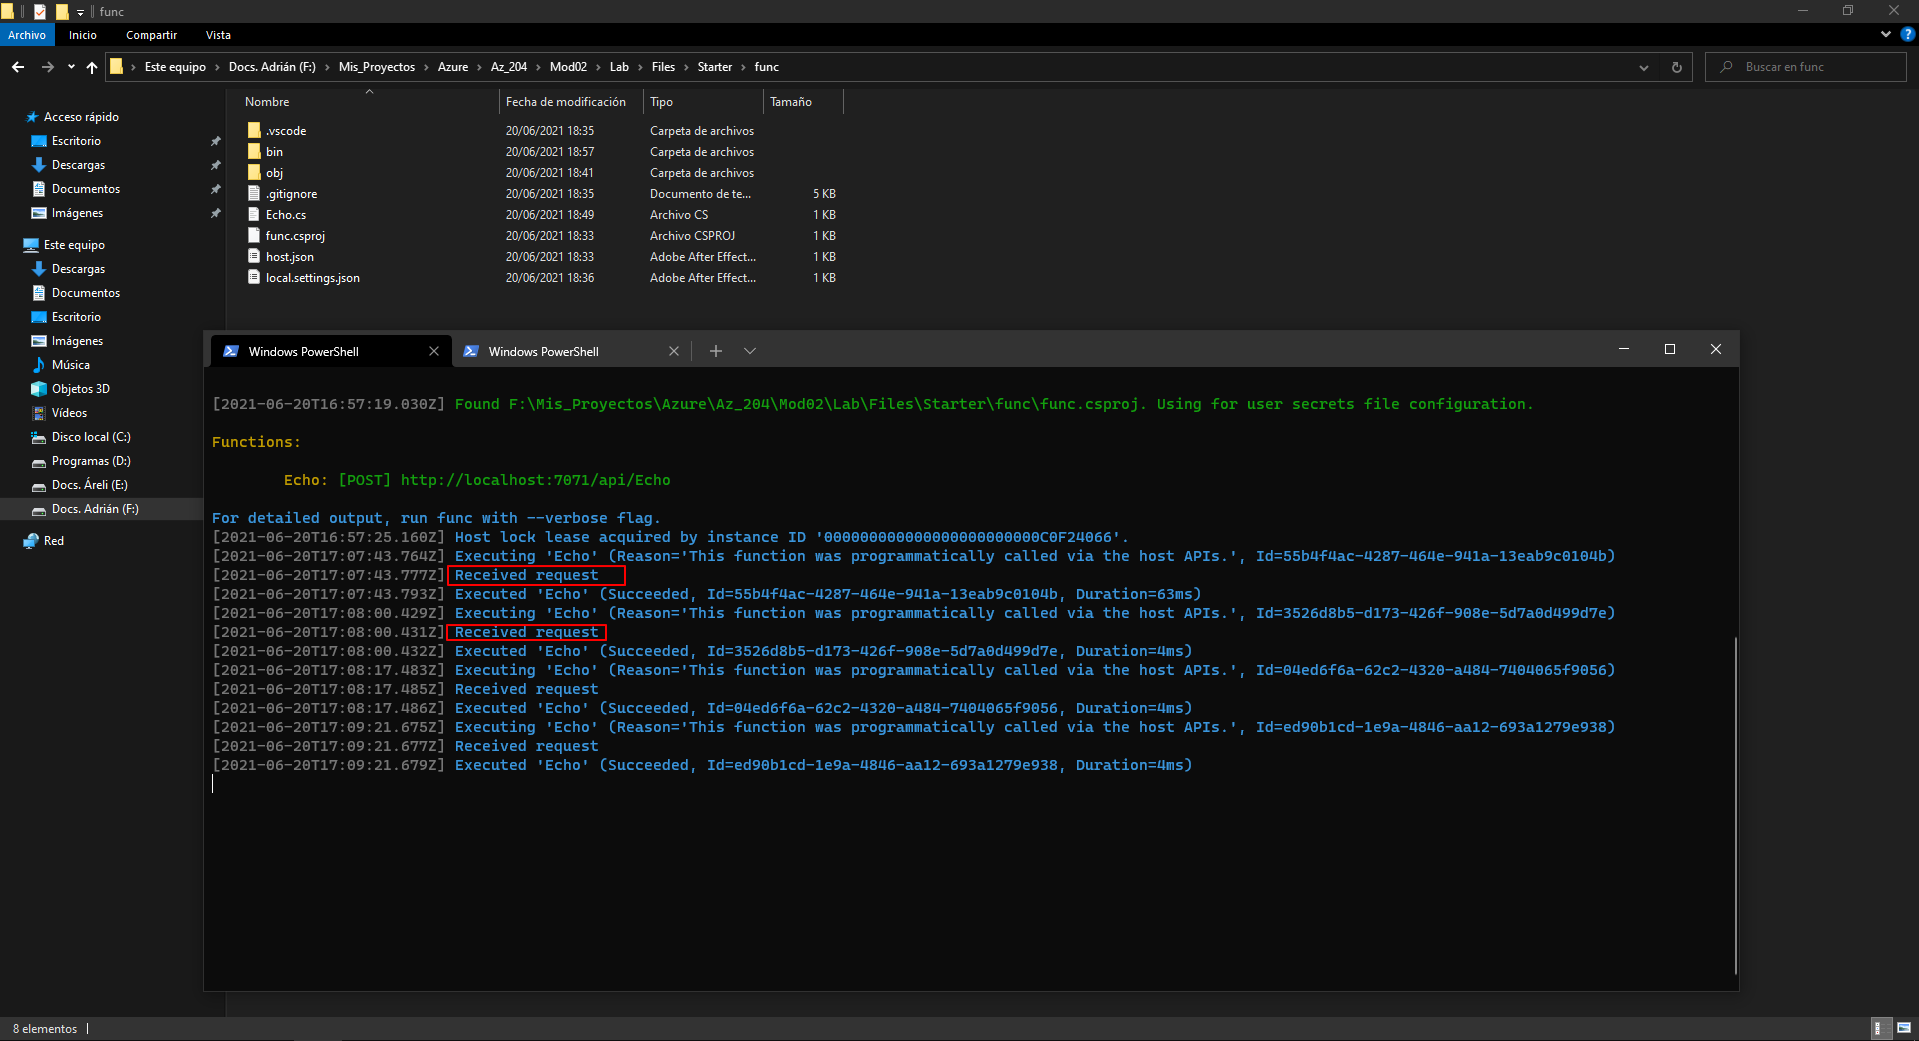 func
Archivo Inicio Compartir Vista
Este equipo > Docs. Adrián (F:) > Mis_Proyectos > Azure > Az_204 > Mod02 > Lab > Files > Starter > func
Buscar en func
Acceso rápido
Escritorio
Descargas
Documentos
Imágenes
Este equipo
Descargas
Documentos
Escritorio
Imágenes
Música
Objetos 3D
Vídeos
Disco local (C:)
Programas (D:)
Docs. Áreli (E:)
Docs. Adrián (F:)
Red
Nombre Fecha de modificación Tipo Tamaño
.vscode 20/06/2021 18:35 Carpeta de archivos
bin 20/06/2021 18:57 Carpeta de archivos
obj 20/06/2021 18:41 Carpeta de archivos
.gitignore 20/06/2021 18:35 Documento de te... 5 KB
Echo.cs 20/06/2021 18:49 Archivo CS 1 KB
func.csproj 20/06/2021 18:33 Archivo CSPROJ 1 KB
host.json 20/06/2021 18:33 Adobe After Effect... 1 KB
local.settings.json 20/06/2021 18:36 Adobe After Effect... 1 KB
Windows PowerShell Windows PowerShell
[2021-06-20T16:57:19.030Z] Found F:\Mis_Proyectos\Azure\Az_204\Mod02\Lab\Files\Starter\func\func.csproj. Using for user secrets file configuration.
Functions:
Echo: [POST] http://localhost:7071/api/Echo
For detailed output, run func with --verbose flag.
[2021-06-20T16:57:25.160Z] Host lock lease acquired by instance ID '000000000000000000000000C0F24066'.
[2021-06-20T17:07:43.764Z] Executing 'Echo' (Reason='This function was programmatically called via the host APIs.', Id=55b4f4ac-4287-464e-941a-13eab9c0104b)
[2021-06-20T17:07:43.777Z] Received request
[2021-06-20T17:07:43.793Z] Executed 'Echo' (Succeeded, Id=55b4f4ac-4287-464e-941a-13eab9c0104b, Duration=63ms)
[2021-06-20T17:08:00.429Z] Executing 'Echo' (Reason='This function was programmatically called via the host APIs.', Id=3526d8b5-d173-426f-908e-5d7a0d499d7e)
[2021-06-20T17:08:00.431Z] Received request
[2021-06-20T17:08:00.432Z] Executed 'Echo' (Succeeded, Id=3526d8b5-d173-426f-908e-5d7a0d499d7e, Duration=4ms)
[2021-06-20T17:08:17.483Z] Executing 'Echo' (Reason='This function was programmatically called via the host APIs.', Id=04ed6f6a-62c2-4320-a484-7404065f9056)
[2021-06-20T17:08:17.485Z] Received request
[2021-06-20T17:08:17.486Z] Executed 'Echo' (Succeeded, Id=04ed6f6a-62c2-4320-a484-7404065f9056, Duration=4ms)
[2021-06-20T17:09:21.675Z] Executing 'Echo' (Reason='This function was programmatically called via the host APIs.', Id=ed90b1cd-1e9a-4846-aa12-693a1279e938)
[2021-06-20T17:09:21.677Z] Received request
[2021-06-20T17:09:21.679Z] Executed 'Echo' (Succeeded, Id=ed90b1cd-1e9a-4846-aa12-693a1279e938, Duration=4ms)
8 elementos